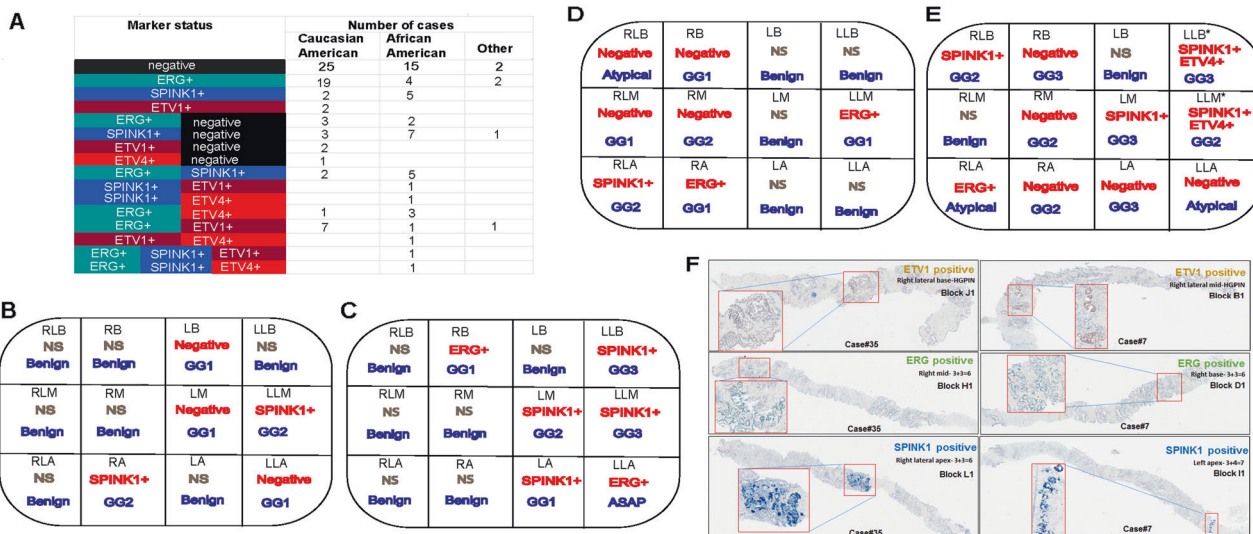 A
Marker status
Number of cases
Caucasian American
African American
Other
negative 25 15 2
ERG+ 19 4 2
SPINK1+ 2 5
ETV1+ 2
ERG+ negative 3 2
SPINK1+ negative 3 7 1
ETV1+ negative 2
ETV4+ negative 1
ERG+ SPINK1+ 2 5
SPINK1+ ETV1+ 1
SPINK1+ ETV4+ 1
ERG+ ETV4+ 1 3
ERG+ ETV1+ 7 1 1
ETV1+ ETV4+ 1
ERG+ SPINK1+ ETV1+ 1
ERG+ SPINK1+ ETV4+ 1
B
RLB RB LB LLB
NS NS Negative NS
Benign Benign GG1 Benign
RLM RM LM LLM
NS NS Negative SPINK1+
Benign Benign GG1 GG2
RLA RA LA LLA
NS SPINK1+ NS Negative
Benign GG2 Benign GG1
C
RLB RB LB LLB
NS ERG+ NS SPINK1+
Benign GG1 Benign GG3
RLM RM LM LLM
NS NS SPINK1+ SPINK1+
Benign Benign GG2 GG3
RLA RA LA LLA
NS NS SPINK1+ ERG+
Benign Benign GG1 ASAP
D
RLB RB LB LLB
Negative Negative NS NS
Atypical GG1 Benign Benign
RLM RM LM LLM
Negative Negative NS ERG+
GG1 GG2 Benign GG1
RLA RA LA LLA
SPINK1+ ERG+ NS NS
GG2 GG1 Benign Benign
E
RLB RB LB LLB*
SPINK1+ Negative NS SPINK1+
ETV4+
GG2 GG3 Benign GG3
RLM RM LM LLM*
NS Negative SPINK1+ SPINK1+
ETV4+
Benign GG2 GG3 GG2
RLA RA LA LLA
ERG+ Negative Negative Negative
Atypical GG2 GG3 Atypical
F
ETV1 positive
Right lateral base-HGPIN
Block J1
Case#35
ETV1 positive
Right lateral mid-HGPIN
Block B1
Case#7
ERG positive
Right mid- 3+3=6
Block H1
Case#35
ERG positive
Right base- 3+3=6
Block D1
Case#7
SPINK1 positive
Right lateral apex- 3+3=6
Block L1
Case#35
SPINK1 positive
Left apex- 3+4=7
Block I1
Case#7